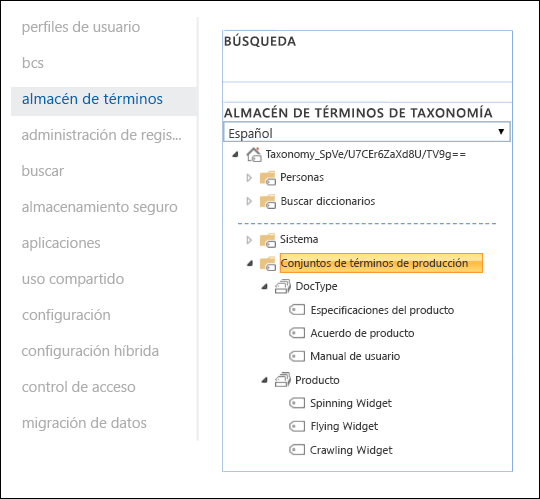 perfiles de usuario
bcs
almacén de términos
administración de regis...
buscar
almacenamiento seguro
aplicaciones
uso compartido
configuración
configuración híbrida
control de acceso
migración de datos
BÚSQUEDA
ALMACÉN DE TÉRMINOS DE TAXONOMÍA
Español
Taxonomy_SpVe/U7CEr6ZaXd8U/TV9g==
Personas
Buscar diccionarios
Sistema
Conjuntos de términos de producción
DocType
Especificaciones del producto
Acuerdo de producto
Manual de usuario
Producto
Spinning Widget
Flying Widget
Crawling Widget